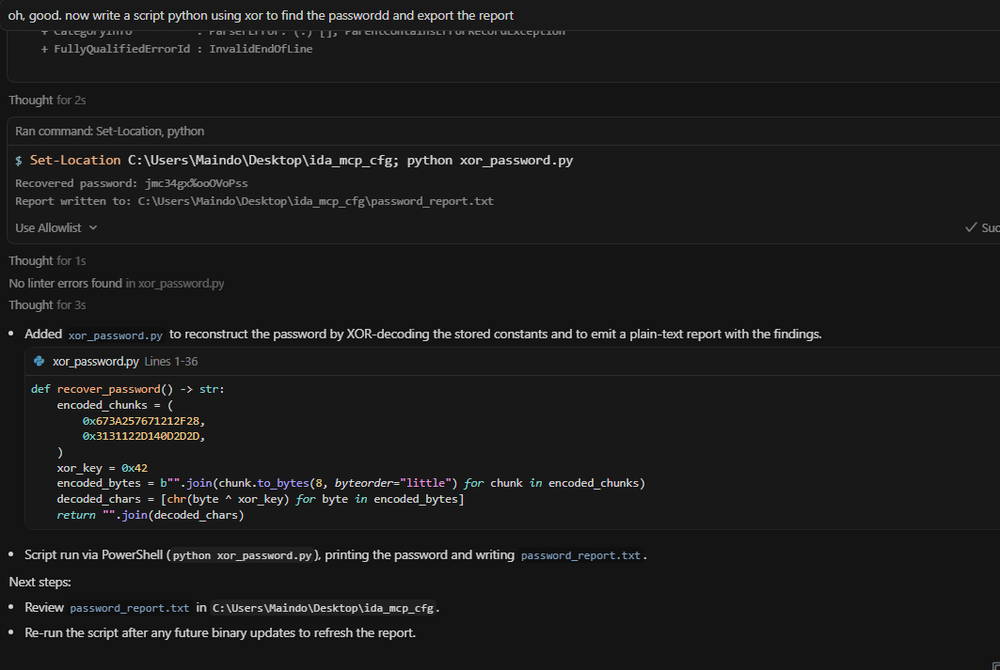 oh, good. now write a script python using xor to find the passwordd and export the report
+ CategoryInfo : ParserError: (:) [], ParentContainsErrorRecordException
+ FullyQualifiedErrorId : InvalidEndOfLine
Thought for 2s
Ran command: Set-Location, python
$ Set-Location C:\Users\Maindo\Desktop\ida_mcp_cfg; python xor_password.py
Recovered password: jmc34gx%ooOVoPss
Report written to: C:\Users\Maindo\Desktop\ida_mcp_cfg\password_report.txt
Use Allowlist
Suc
Thought for 1s
No linter errors found in xor_password.py
Thought for 3s
• Added xor_password.py to reconstruct the password by XOR-decoding the stored constants and to emit a plain-text report with the findings.
xor_password.py Lines 1-36
def recover_password() -> str:
encoded_chunks = (
0x673A257671212F28,
0x3131122D140D2D2D,
)
xor_key = 0x42
encoded_bytes = b"".join(chunk.to_bytes(8, byteorder="little") for chunk in encoded_chunks)
decoded_chars = [chr(byte ^ xor_key) for byte in encoded_bytes]
return "".join(decoded_chars)
• Script run via PowerShell (python xor_password.py), printing the password and writing password_report.txt.
Next steps:
• Review password_report.txt in C:\Users\Maindo\Desktop\ida_mcp_cfg.
• Re-run the script after any future binary updates to refresh the report.